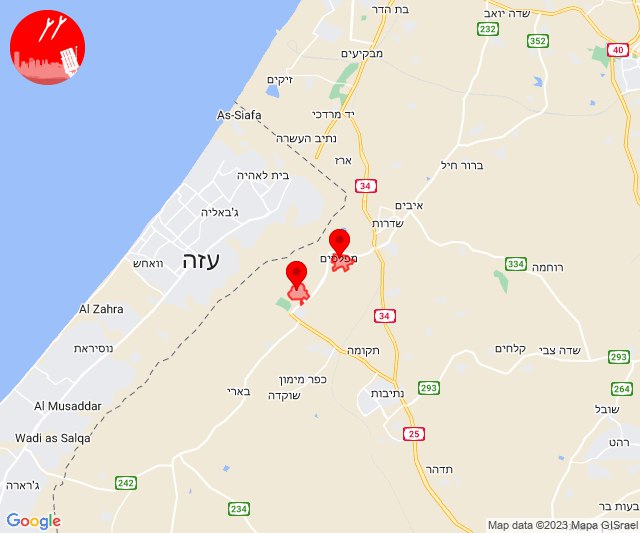 בת הדר
שדה יואב
232
352
40
מבקיעים
זיקים
As-Siafa
יד מרדכי
נתיב העשרה
ארז
ברור חיל
בית לאהיה
34
איבים
ג'באליה
שדרות
עזה
מפלסים
וואחש
334
רוחמה
Al Zahra
34
נוסיראת
תקומה
שדה צבי
קלחים
293
כפר מימון
שוקדה
בארי
נתיבות
293
264
Al Musaddar
שובל
25
Wadi as Salqa
רהט
תדהר
ג'רארה
242
234
בעות בר
Google
Map data ©2023 Mapa GISrael